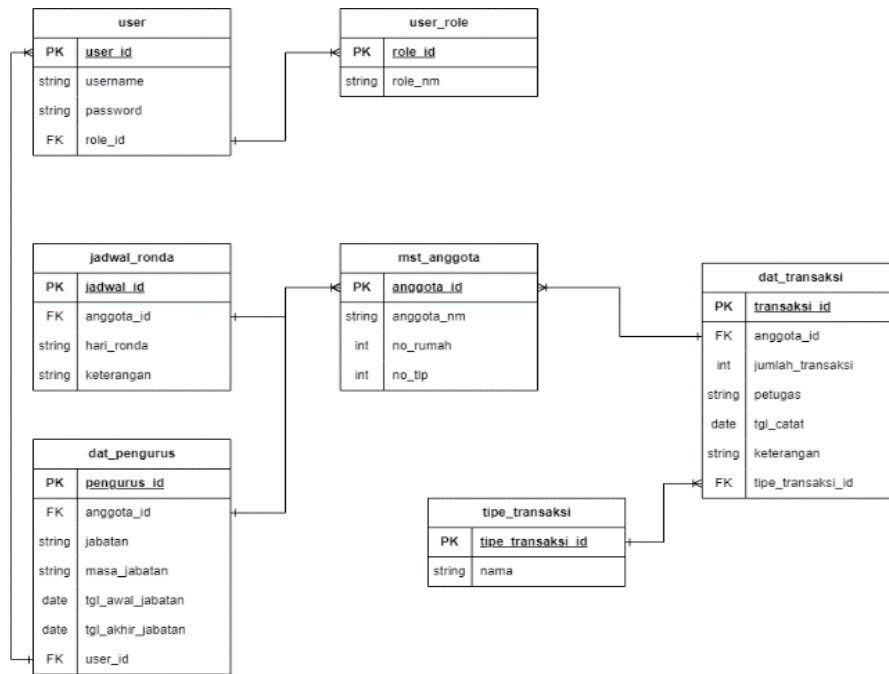 user
PK user_id
string username
string password
FK role_id
user_role
PK role_id
string role_nm
jadwal_ronda
PK jadwal_id
FK anggota_id
string hari_ronda
string keterangan
mst_anggota
PK anggota_id
string anggota_nm
int no_rumah
int no_tlp
dat_transaksi
PK transaksi_id
FK anggota_id
int jumlah_transaksi
string petugas
date tgl_catat
string keterangan
FK tipe_transaksi_id
dat_pengurus
PK pengurus_id
FK anggota_id
string jabatan
string masa_jabatan
date tgl_awal_jabatan
date tgl_akhir_jabatan
FK user_id
tipe_transaksi
PK tipe_transaksi_id
string nama